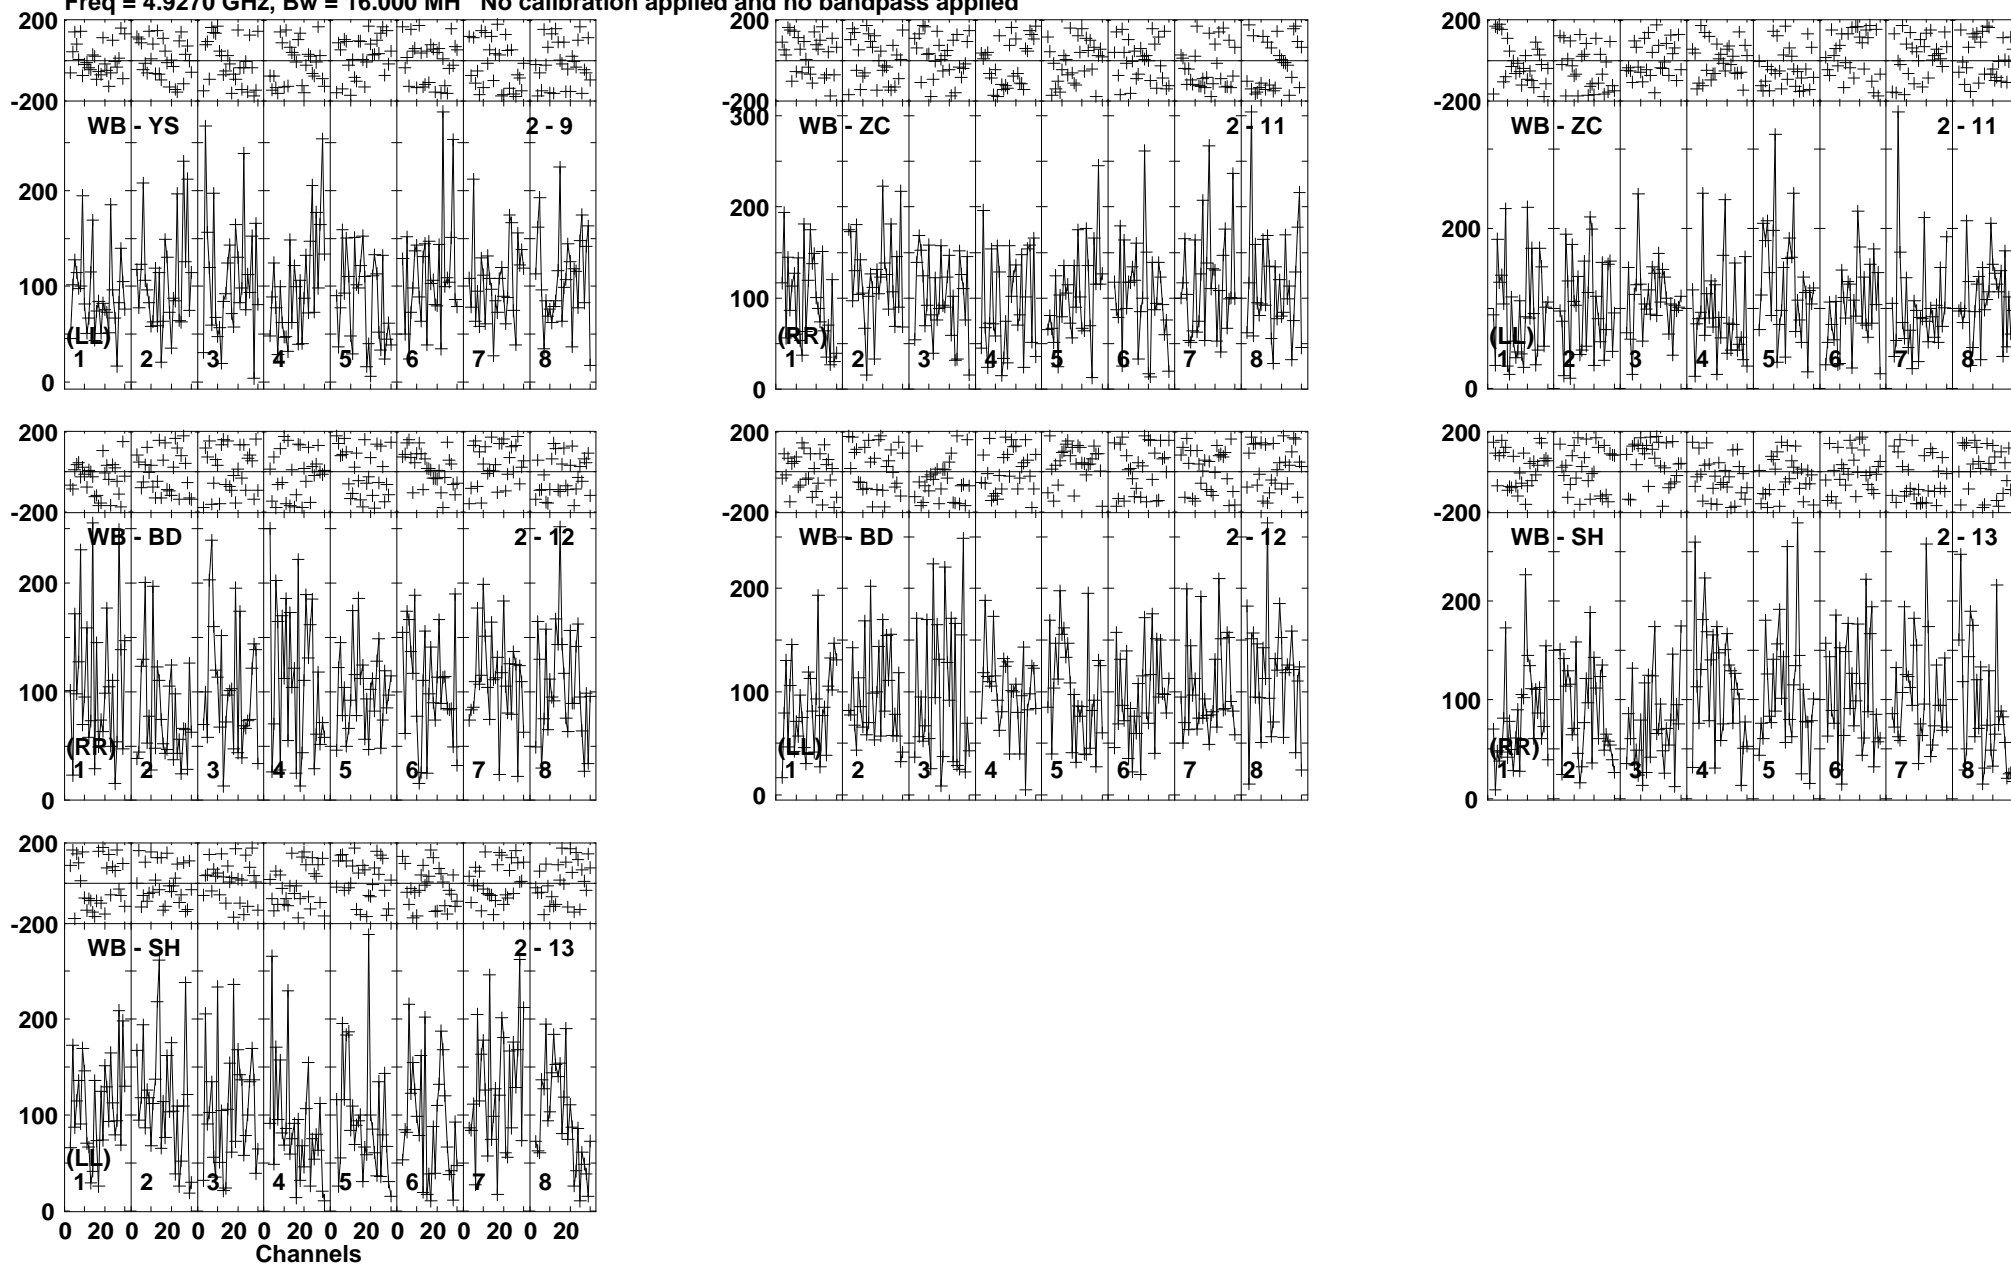 Freq = 4.9270 GHz, Bw = 16.000 MH No calibration applied and no bandpass applied
200
-200
WB - YS 2 - 9
200
100
0
(LL)
1 2 3 4 5 6 7 8
200
-200
300
WB - ZC 2 - 11
200
100
0
(RR)
1 2 3 4 5 6 7 8
200
-200
WB - ZC 2 - 11
200
0
(LL)
1 2 3 4 5 6 7 8
200
-200
WB - BD 2 - 12
200
100
0
(RR)
1 2 3 4 5 6 7 8
200
-200
WB - BD 2 - 12
200
100
0
(LL)
1 2 3 4 5 6 7 8
200
-200
WB - SH 2 - 13
200
100
0
(RR)
1 2 3 4 5 6 7 8
200
-200
WB - SH 2 - 13
200
100
0
(LL)
1 2 3 4 5 6 7 8
0 20 0 20 0 20 0 20 0 20 0 20 0 20 0 20
Channels